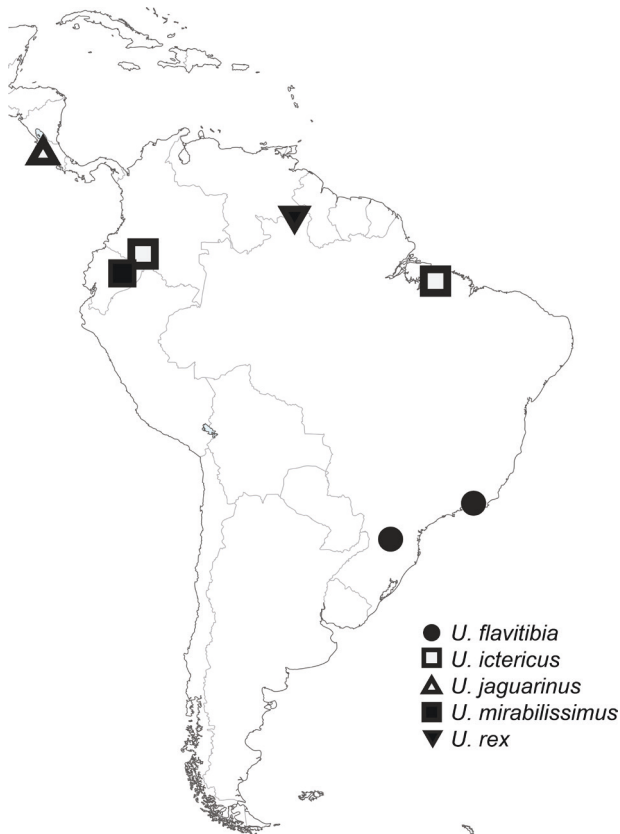 U. flavitibia
U. ictericus
U. jaguarinus
U. mirabilissimus
U. rex